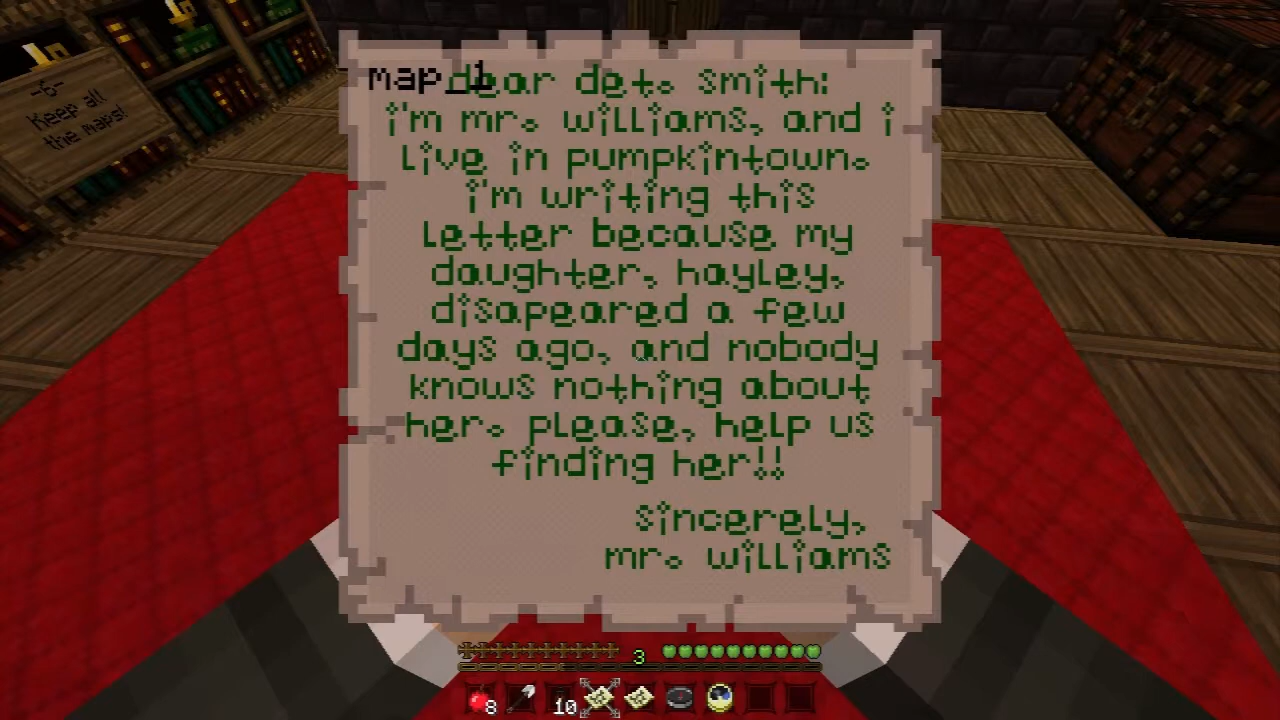 -6-
Keep all
the maps!
map_1
dear det. smith:
i'm mr. williams, and i
live in pumpkintown.
i'm writing this
letter because my
daughter, hayley,
disapeared a few
days ago, and nobody
knows nothing about
her. please, help us
finding her!!
sincerely,
mr. williams
3
8
10